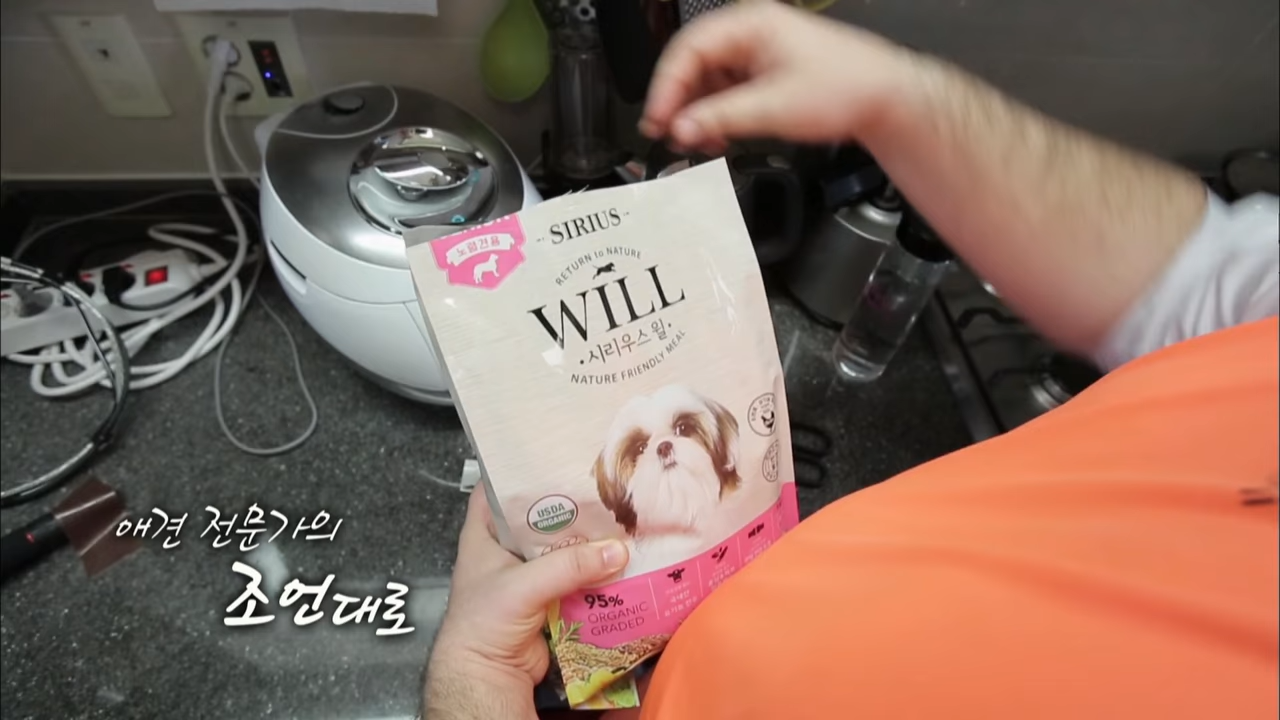 노령견용
SIRIUS
RETURN to NATURE
WILL
시리우스윌
NATURE FRIENDLY MEAL
USDA
ORGANIC
95%
ORGANIC
GRADED
애견 전문가의
조언대로